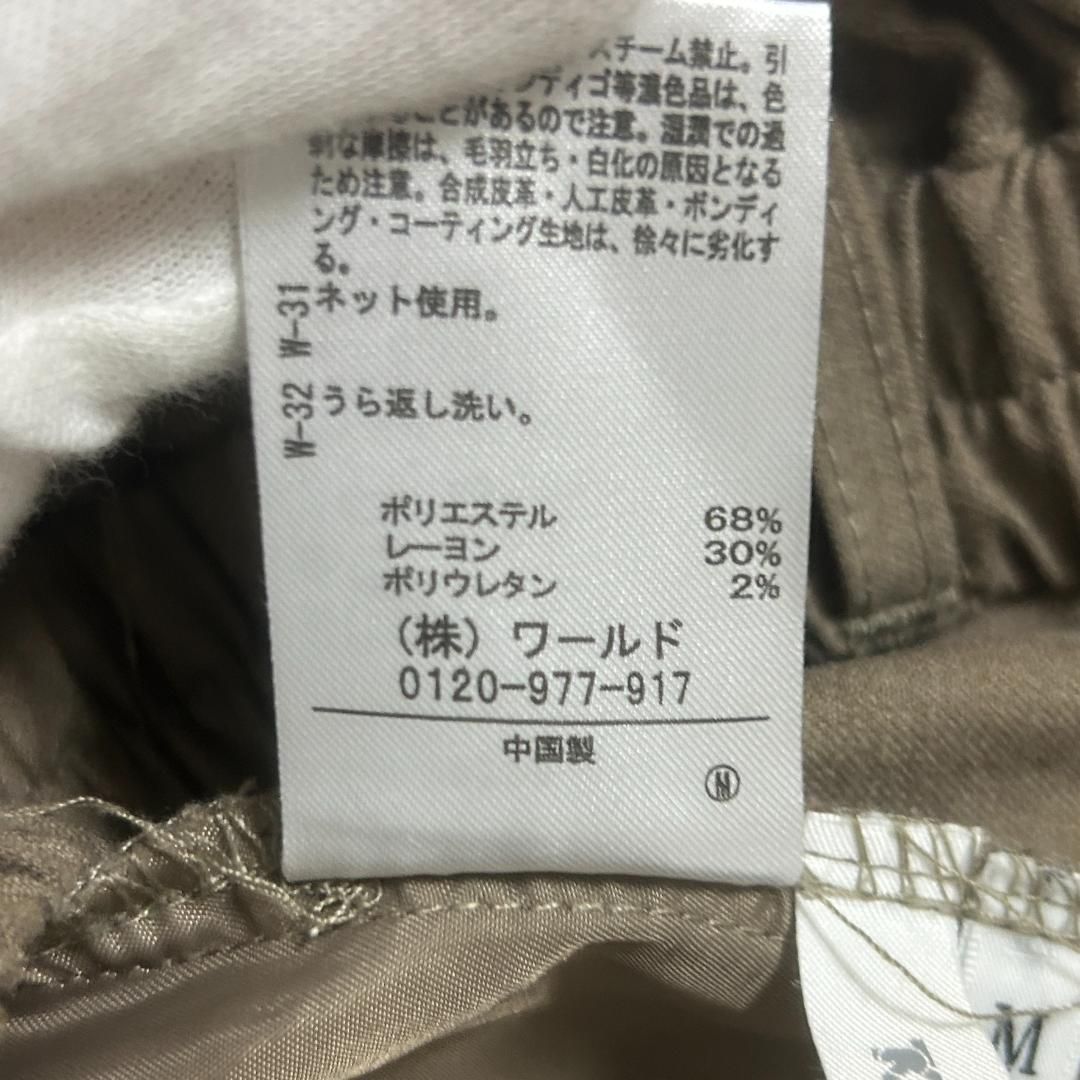 スチーム禁止。引
ンディゴ等濃色品は、色
ことがあるので注意。湿潤での過
剰な摩擦は、毛羽立ち・白化の原因となる
ため注意。合成皮革・人工皮革・ボンディ
ング・コーティング生地は、徐々に劣化す
る。
W-31 ネット使用。
W-32 うら返し洗い。
ポリエステル 68%
レーヨン 30%
ポリウレタン 2%
(株) ワールド
0120-977-917
中国製
N
M